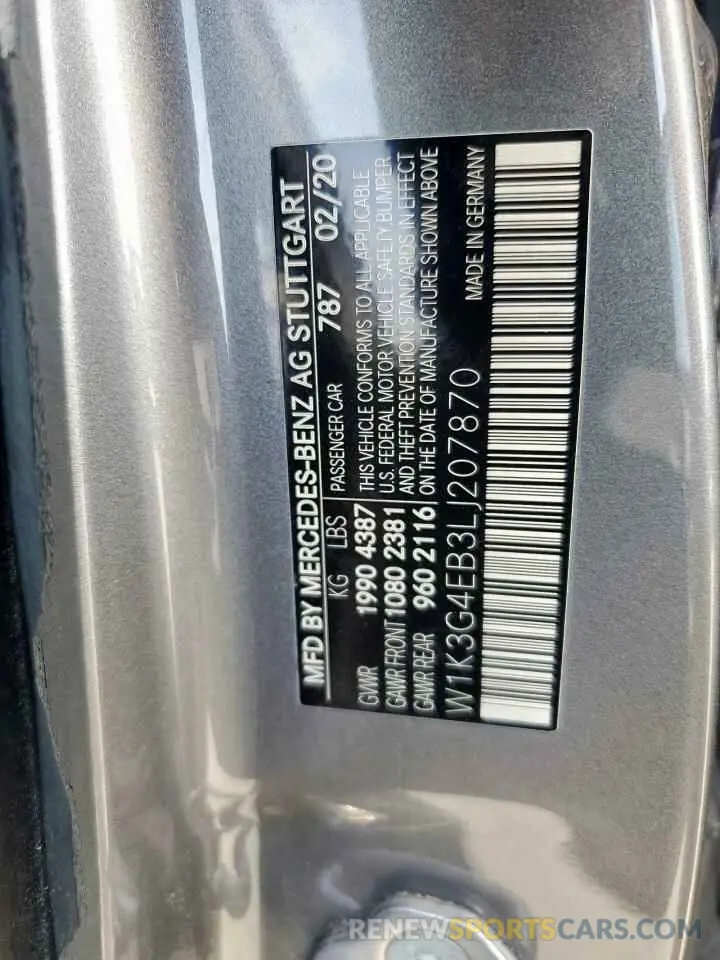 MFD BY MERCEDES-BENZ AG STUTTGART
KG LBS PASSENGER CAR 787 02/20
GVWR 1990 4387 THIS VEHICLE CONFORMS TO ALL APPLICABLE
GAWR FRONT 1080 2381 U.S. FEDERAL MOTOR VEHICLE SAFETY BUMPER
GAWR REAR 960 2116 AND THEFT PREVENTION STANDARDS IN EFFECT
ON THE DATE OF MANUFACTURE SHOWN ABOVE
W1K3G4EB3LJ207870 MADE IN GERMANY
RENEWSPORTSCARS.COM